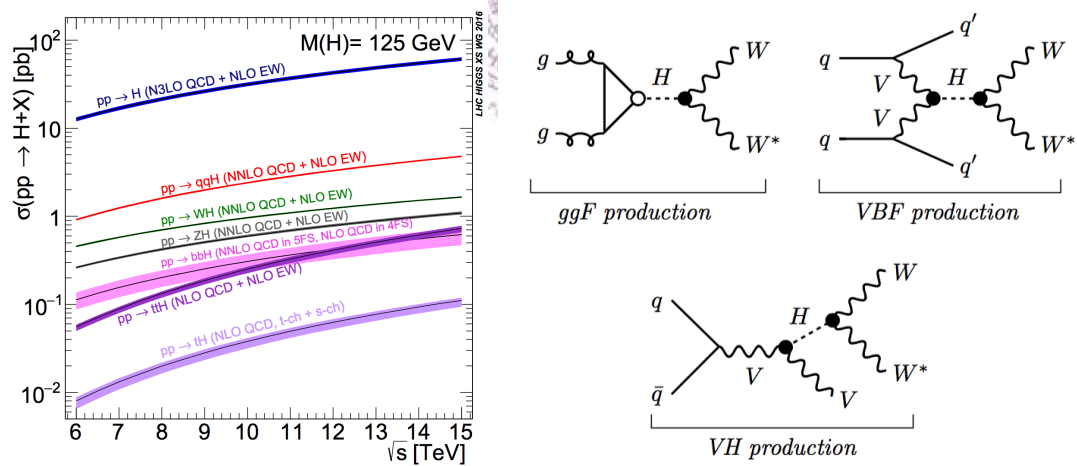 M(H)= 125 GeV
LHC HIGGS XS WG 2016
σ(pp → H+X) [pb]
10²
10
1
10⁻¹
10⁻²
pp → H (N3LO QCD + NLO EW)
pp → qqH (NNLO QCD + NLO EW)
pp → WH (NNLO QCD + NLO EW)
pp → ZH (NNLO QCD + NLO EW)
pp → bbH (NNLO QCD in 5FS, NLO QCD in 4FS)
pp → ttH (NLO QCD + NLO EW)
pp → tH (NLO QCD, t-ch + s-ch)
6 7 8 9 10 11 12 13 14 15
√s [TeV]
g
g
H
W
W*
ggF production
q
q
q′
q′
V
V
H
W
W*
VBF production
q
q̄
V
H
V
W
W*
VH production